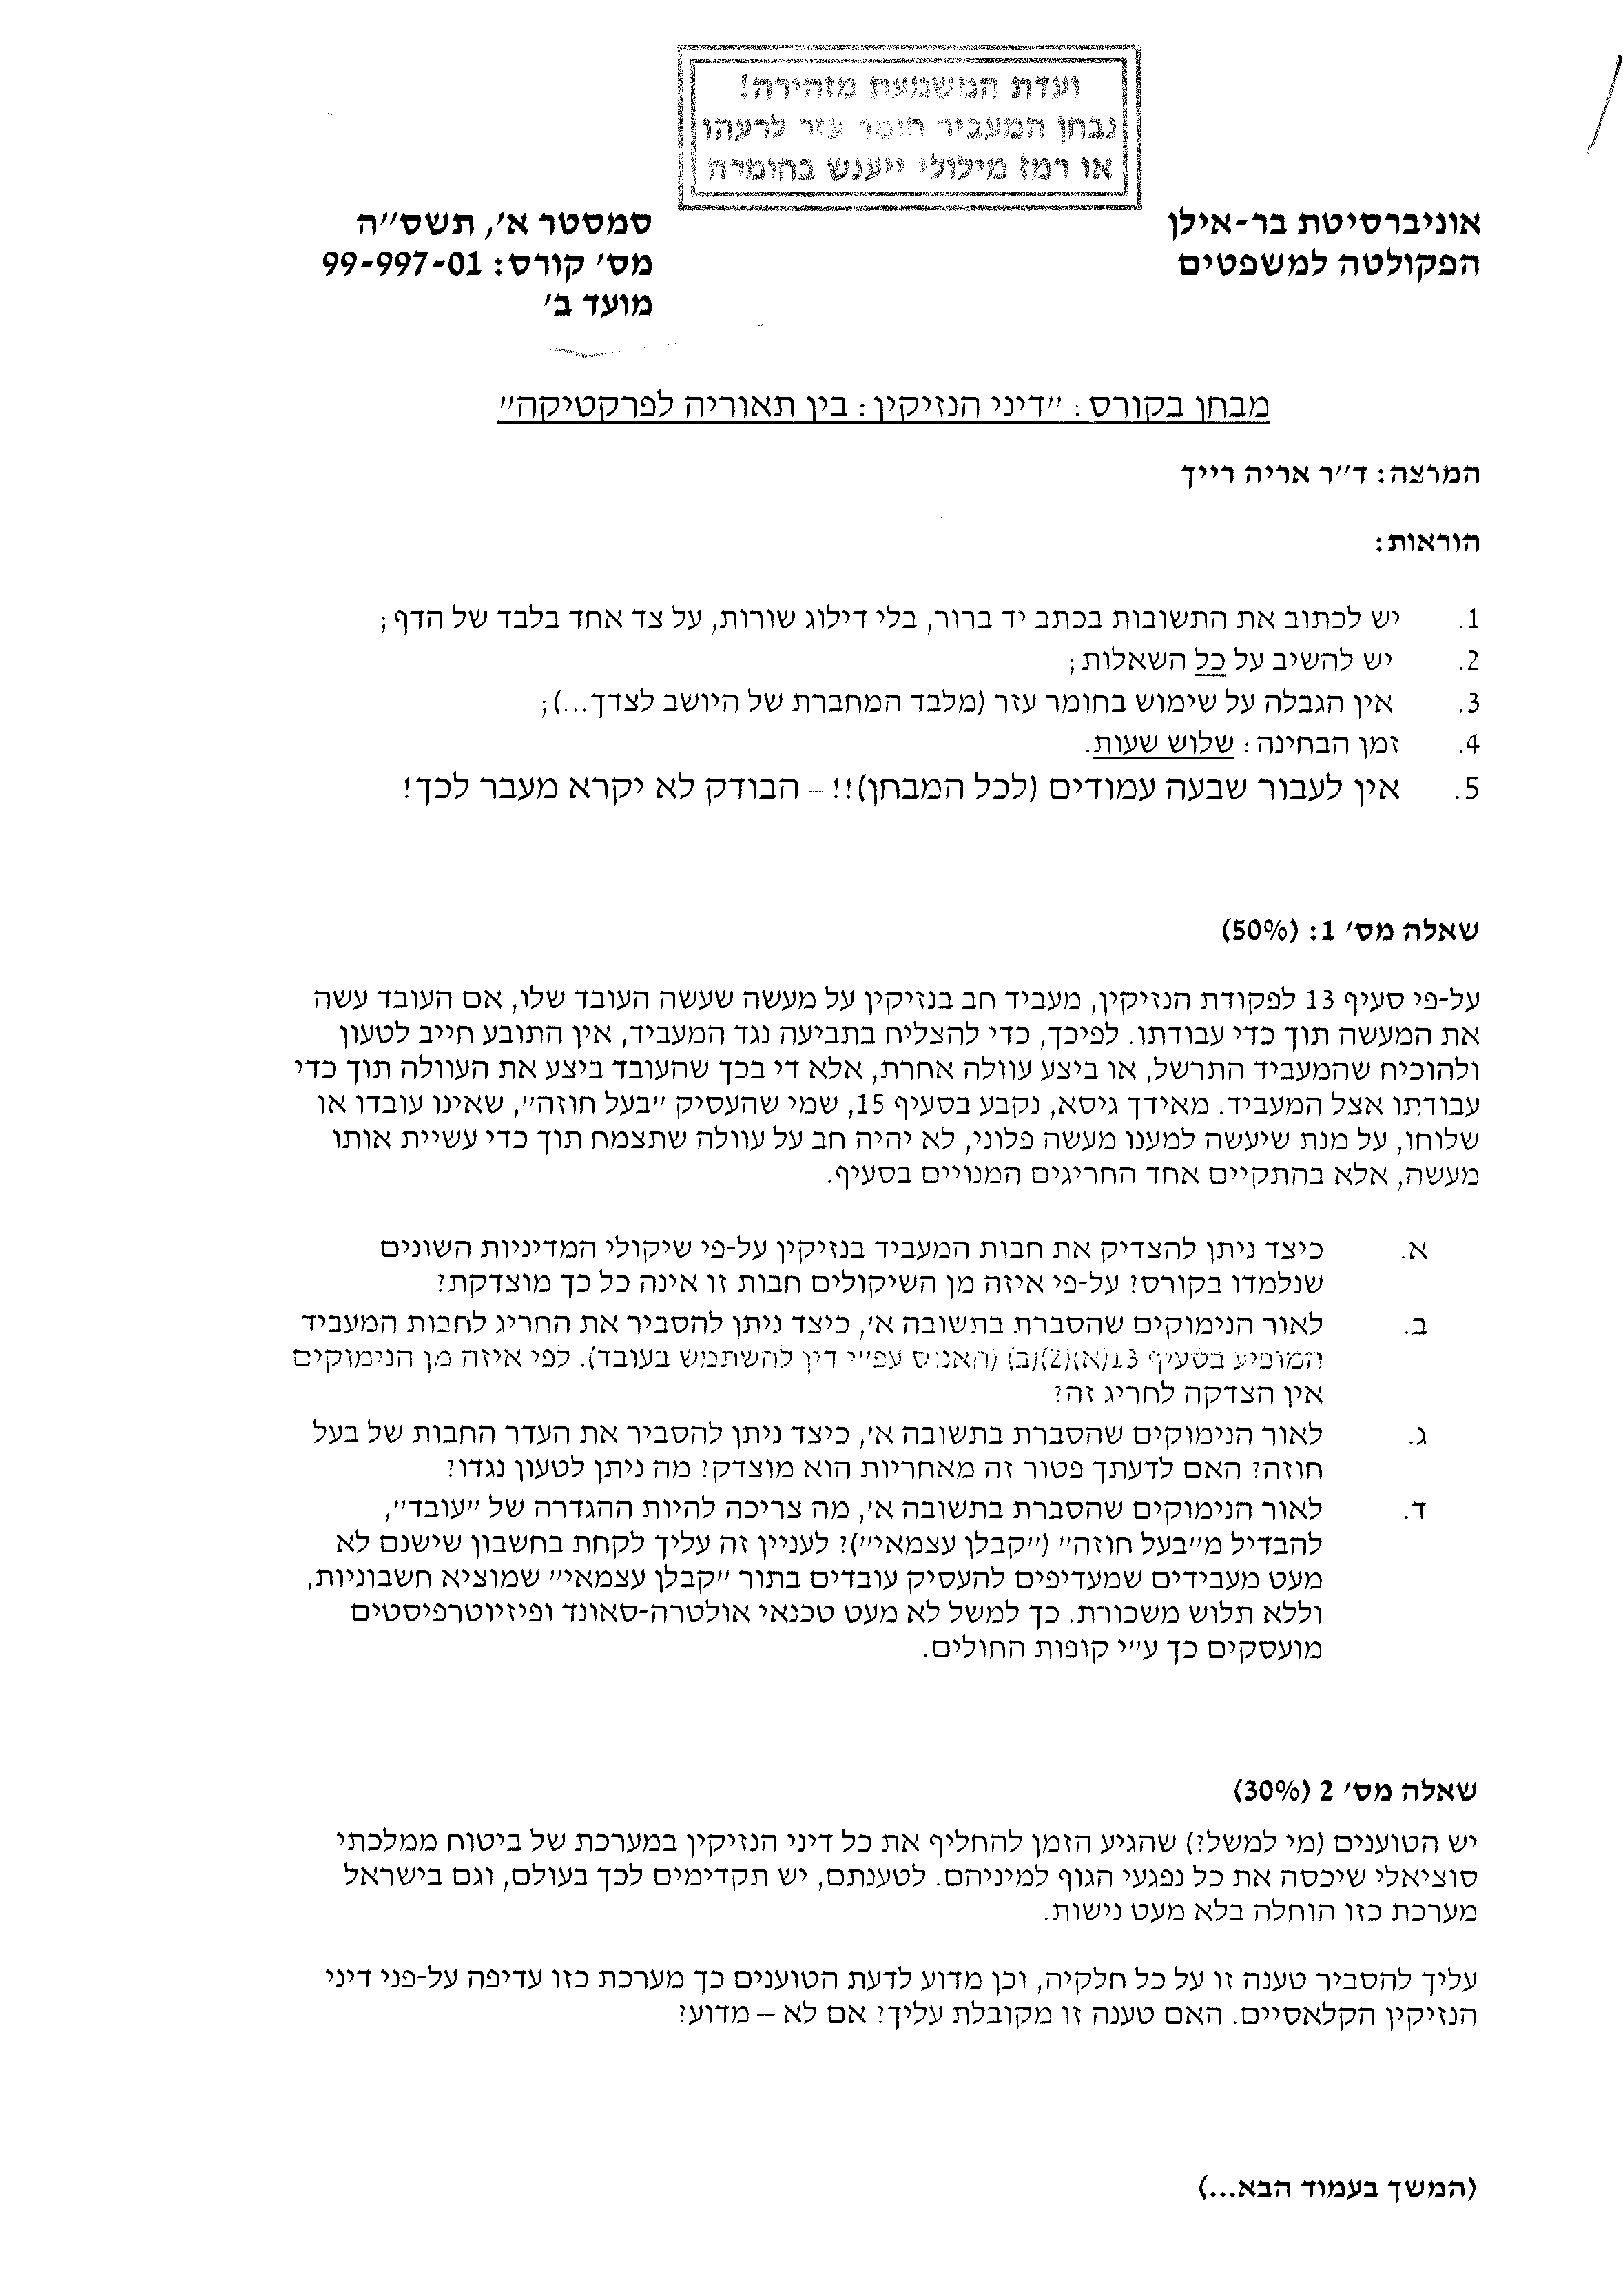 ועדת המשמעת מזהירה!
נבחן המעביר חומר עזר לרעהו
או רמז מילולי ייענש בחומרה
אוניברסיטת בר-אילן
הפקולטה למשפטים
סמסטר א', תשס"ה
מס' קורס: 99-997-01
מועד ב'
מבחן בקורס: "דיני הנזיקין: בין תאוריה לפרקטיקה"
המרצה: ד"ר אריה רייך
הוראות:
1. יש לכתוב את התשובות בכתב יד ברור, בלי דילוג שורות, על צד אחד בלבד של הדף;
2. יש להשיב על כל השאלות;
3. אין הגבלה על שימוש בחומר עזר (מלבד המחברת של היושב לצדך...);
4. זמן הבחינה: שלוש שעות.
5. אין לעבור שבעה עמודים (לכל המבחן)!! – הבודק לא יקרא מעבר לכך!
שאלה מס' 1: (50%)
על-פי סעיף 13 לפקודת הנזיקין, מעביד חב בנזיקין על מעשה שעשה העובד שלו, אם העובד עשה
את המעשה תוך כדי עבודתו. לפיכך, כדי להצליח בתביעה נגד המעביד, אין התובע חייב לטעון
ולהוכיח שהמעביד התרשל, או ביצע עוולה אחרת, אלא די בכך שהעובד ביצע את העוולה תוך כדי
עבודתו אצל המעביד. מאידך גיסא, נקבע בסעיף 15, שמי שהעסיק "בעל חוזה", שאינו עובדו או
שלוחו, על מנת שיעשה למענו מעשה פלוני, לא יהיה חב על עוולה שתצמח תוך כדי עשיית אותו
מעשה, אלא בהתקיים אחד החריגים המנויים בסעיף.
א. כיצד ניתן להצדיק את חבות המעביד בנזיקין על-פי שיקולי המדיניות השונים
שנלמדו בקורס? על-פי איזה מן השיקולים חבות זו אינה כל כך מוצדקת?
ב. לאור הנימוקים שהסברת בתשובה א', כיצד ניתן להסביר את החריג לחבות המעביד
המופיע בסעיף 13(א)(2)(ב) (האנוס עפ"י דין להשתמש בעובד). לפי איזה מן הנימוקים
אין הצדקה לחריג זה?
ג. לאור הנימוקים שהסברת בתשובה א', כיצד ניתן להסביר את העדר החבות של בעל
חוזה? האם לדעתך פטור זה מאחריות הוא מוצדק? מה ניתן לטעון נגדו?
ד. לאור הנימוקים שהסברת בתשובה א', מה צריכה להיות ההגדרה של "עובד",
להבדיל מ"בעל חוזה" ("קבלן עצמאי")? לעניין זה עליך לקחת בחשבון שישנם לא
מעט מעבידים שמעדיפים להעסיק עובדים בתור "קבלן עצמאי" שמוציא חשבוניות,
וללא תלוש משכורת. כך למשל לא מעט טכנאי אולטרה-סאונד ופיזיוטרפיסטים
מועסקים כך ע"י קופות החולים.
שאלה מס' 2 (30%)
יש הטוענים (מי למשל?) שהגיע הזמן להחליף את כל דיני הנזיקין במערכת של ביטוח ממלכתי
סוציאלי שיכסה את כל נפגעי הגוף למיניהם. לטענתם, יש תקדימים לכך בעולם, וגם בישראל
מערכת כזו הוחלה בלא מעט נישות.
עליך להסביר טענה זו על כל חלקיה, וכן מדוע לדעת הטוענים כך מערכת כזו עדיפה על-פני דיני
הנזיקין הקלאסיים. האם טענה זו מקובלת עליך? אם לא – מדוע?
(המשך בעמוד הבא...)